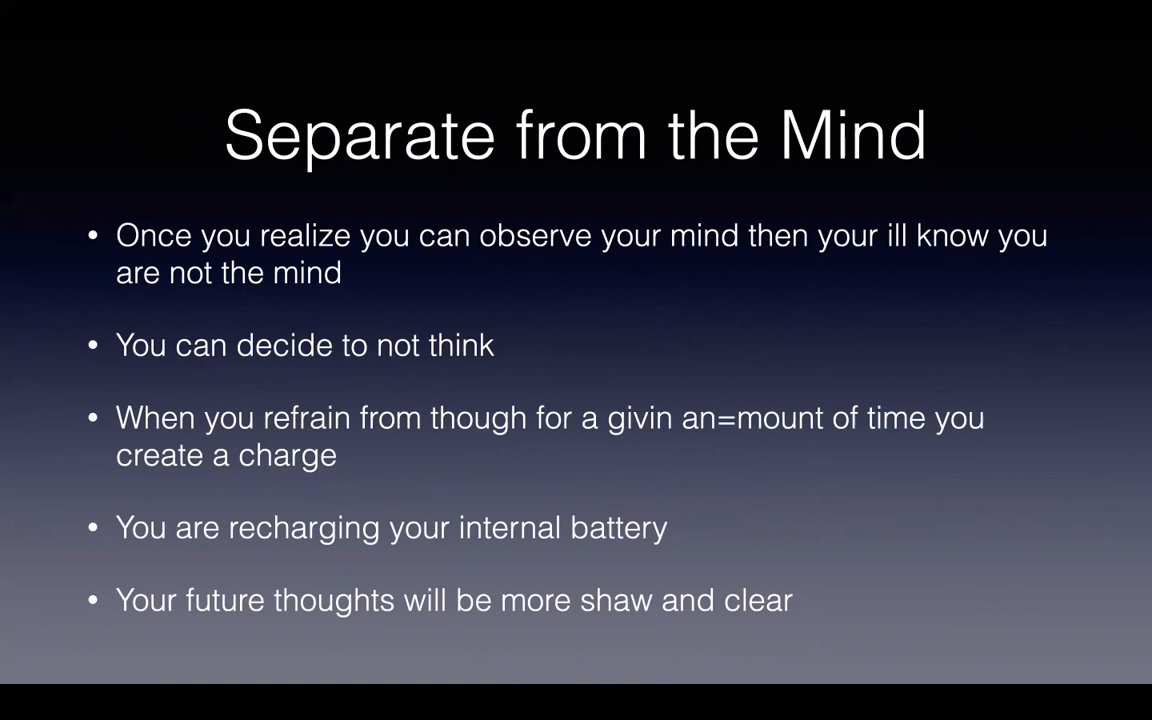 Separate from the Mind
• Once you realize you can observe your mind then your ill know you
are not the mind
• You can decide to not think
• When you refrain from though for a givin an=mount of time you
create a charge
• You are recharging your internal battery
• Your future thoughts will be more shaw and clear